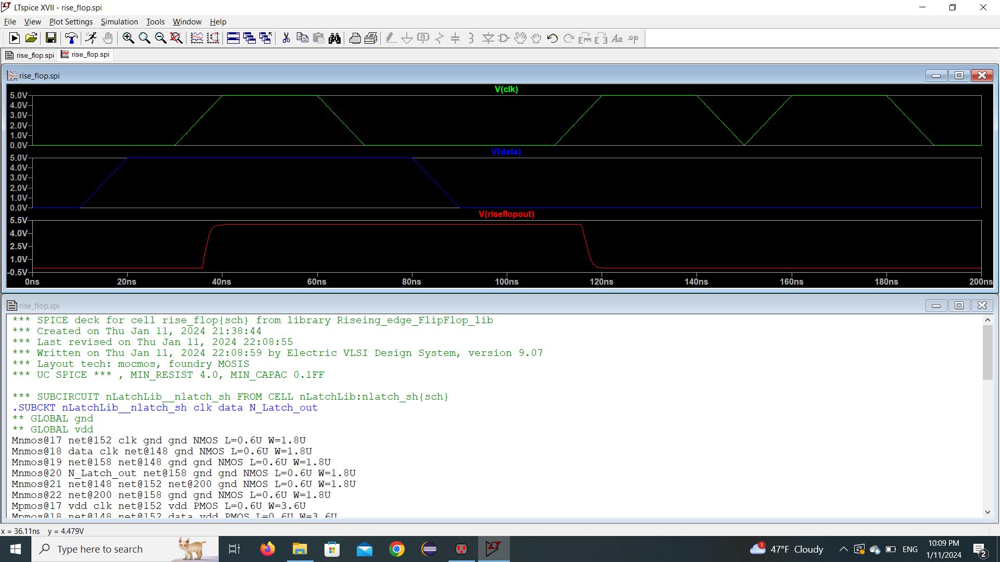 LTspice XVII - rise_flop.spi
File View Plot Settings Simulation Tools Window Help
rise_flop.spi rise_flop.spi
rise_flop.spi
V(clk)
5.0V
4.0V
3.0V
2.0V
1.0V
0.0V
V(data)
5.0V
4.0V
3.0V
2.0V
1.0V
0.0V
V(riseflopout)
5.5V
4.0V
2.5V
1.0V
-0.5V
0ns 20ns 40ns 60ns 80ns 100ns 120ns 140ns 160ns 180ns 200ns
rise_flop.spi
*** SPICE deck for cell rise_flop{sch} from library Riseing_edge_FlipFlop_lib
*** Created on Thu Jan 11, 2024 21:38:44
*** Last revised on Thu Jan 11, 2024 22:08:55
*** Written on Thu Jan 11, 2024 22:08:59 by Electric VLSI Design System, version 9.07
*** Layout tech: mocmos, foundry MOSIS
*** UC SPICE *** , MIN_RESIST 4.0, MIN_CAPAC 0.1FF
*** SUBCIRCUIT nLatchLib__nlatch_sh FROM CELL nLatchLib:nlatch_sh{sch}
.SUBCKT nLatchLib__nlatch_sh clk data N_Latch_out
** GLOBAL gnd
** GLOBAL vdd
Mnmos@17 net@152 clk gnd gnd NMOS L=0.6U W=1.8U
Mnmos@18 data clk net@148 gnd NMOS L=0.6U W=1.8U
Mnmos@19 net@158 net@148 gnd gnd NMOS L=0.6U W=1.8U
Mnmos@20 N_Latch_out net@158 gnd gnd NMOS L=0.6U W=1.8U
Mnmos@21 net@148 net@152 net@200 gnd NMOS L=0.6U W=1.8U
Mnmos@22 net@200 net@158 gnd gnd NMOS L=0.6U W=1.8U
Mpmos@17 vdd clk net@152 vdd PMOS L=0.6U W=3.6U
Mpmos@18 net@148 net@152 data vdd PMOS L=0.6U W=3.6U
x = 36.11ns y = 4.479V
Type here to search
1
47°F Cloudy
ENG
10:09 PM
1/11/2024
2